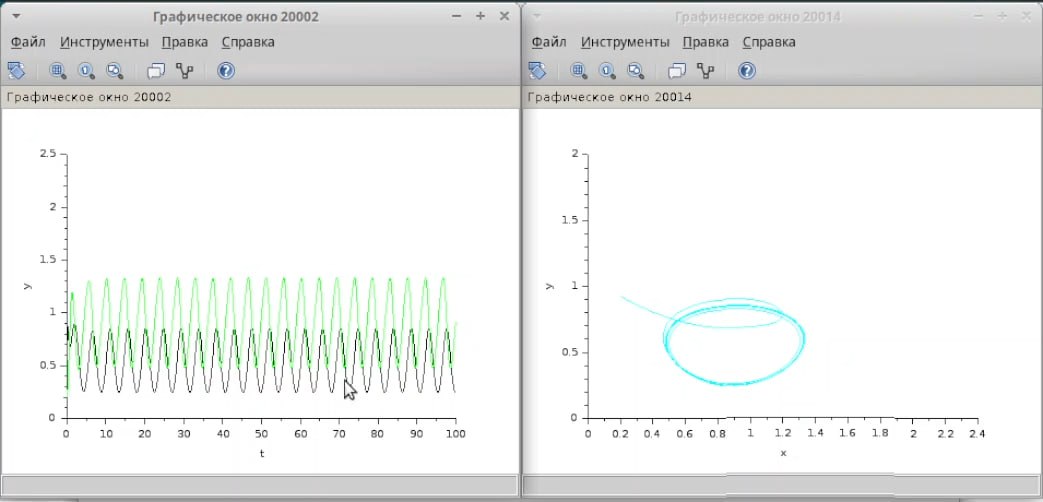 Графическое окно 20002
Файл Инструменты Правка Справка
Графическое окно 20002
2.5
2
1.5
1
0.5
0
y
0 10 20 30 40 50 60 70 80 90 100
t
Графическое окно 20014
Файл Инструменты Правка Справка
Графическое окно 20014
2
1.5
1
0.5
0
y
0 0.2 0.4 0.6 0.8 1 1.2 1.4 1.6 1.8 2 2.2 2.4
x